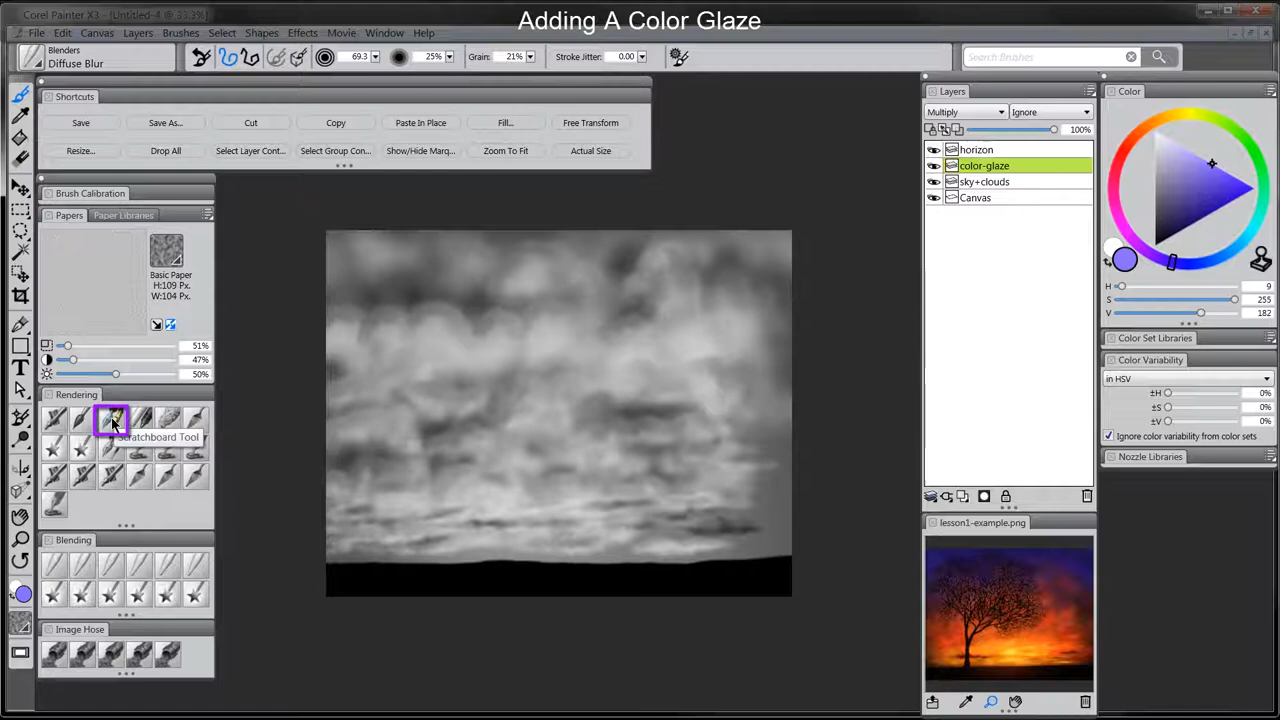 Corel Painter X3 - [Untitled-4 @ 33.3%]
Adding A Color Glaze
File Edit Canvas Layers Brushes Select Shapes Effects Movie Window Help
Blenders
Diffuse Blur
69.3 25% Grain: 21% Stroke Jitter: 0.00
Search Brushes
Shortcuts
Save Save As... Cut Copy Paste In Place Fill... Free Transform
Resize... Drop All Select Layer Cont... Select Group Con... Show/Hide Marq... Zoom To Fit Actual Size
Brush Calibration
Papers Paper Libraries
Basic Paper
H:109 Px.
W:104 Px.
51%
47%
50%
Rendering
Scratchboard Tool
Blending
Image Hose
Layers
Multiply Ignore
100%
horizon
color-glaze
sky+clouds
Canvas
lesson1-example.png
Color
H 9
S 255
V 182
Color Set Libraries
Color Variability
in HSV
±H 0%
±S 0%
±V 0%
Ignore color variability from color sets
Nozzle Libraries